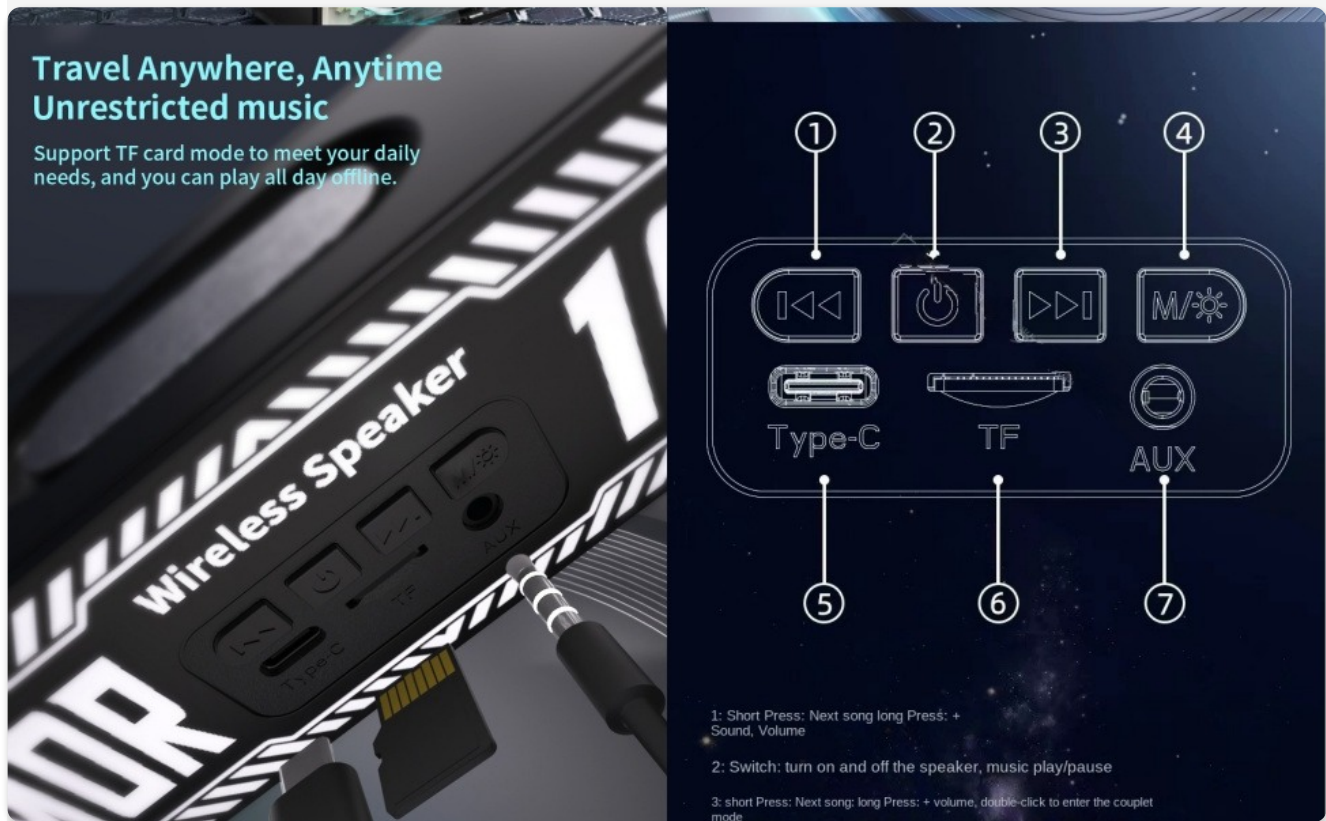 Travel Anywhere, Anytime
Unrestricted music
Support TF card mode to meet your daily
needs, and you can play all day offline.
Wireless Speaker
M/
Type-C
TF
AUX
1
2
3
4
M/
Type-C
TF
AUX
5
6
7
1: Short Press: Next song long Press: +
Sound, Volume
2: Switch: turn on and off the speaker, music play/pause
3: short Press: Next song: long Press: + volume, double-click to enter the couplet
mode